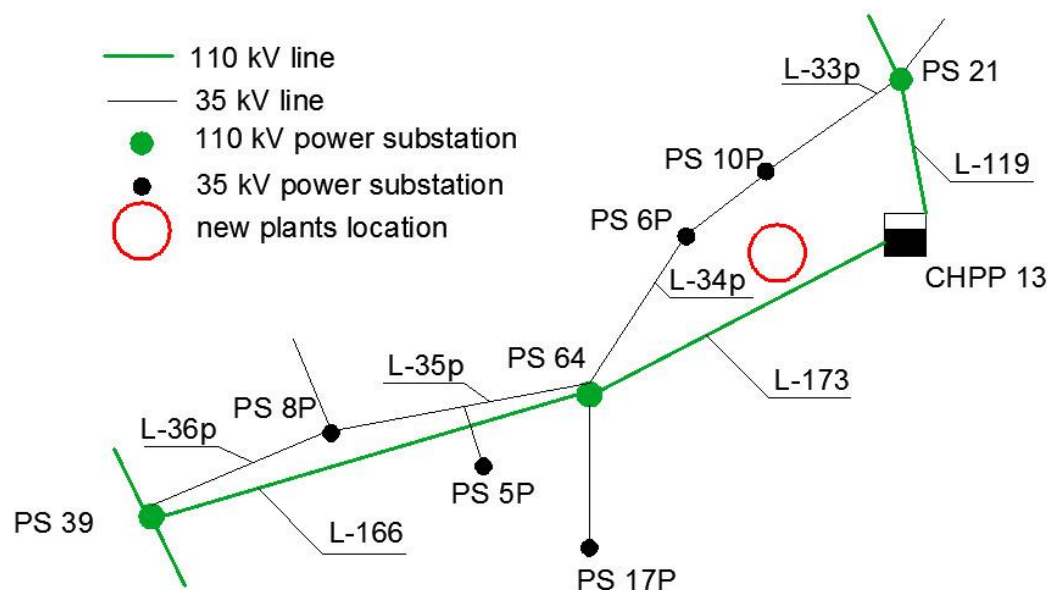 110 kV line
35 kV line
110 kV power substation
35 kV power substation
new plants location
L-33p
PS 21
PS 10P
L-119
PS 6P
L-34p
CHPP 13
PS 64
L-35p
L-173
PS 8P
L-36p
PS 5P
PS 39
L-166
PS 17P